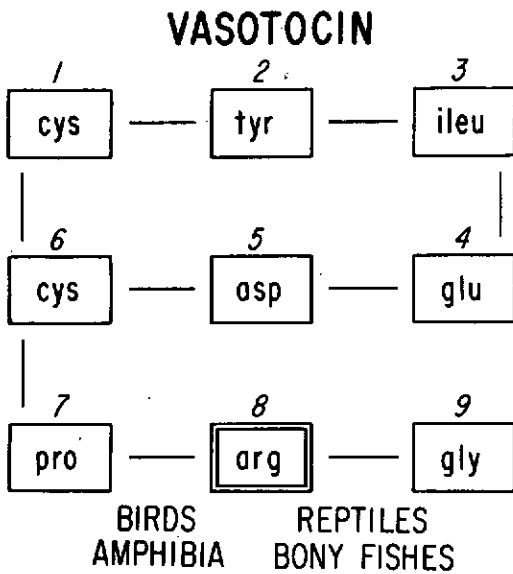 VASOTOCIN
1 2 3
cys tyr ileu
6 5 4
cys asp glu
7 8 9
pro arg gly
BIRDS REPTILES
AMPHIBIA BONY FISHES